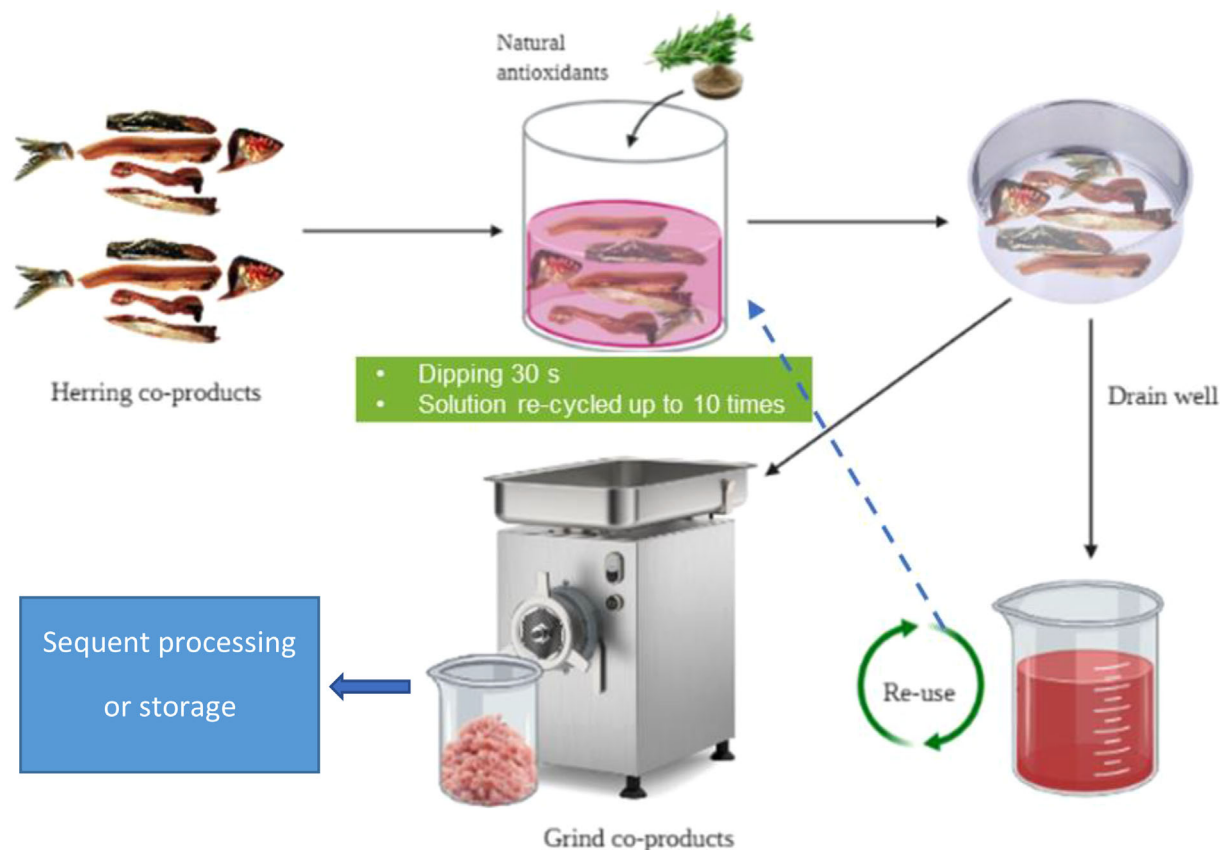 Natural
antioxidants
Herring co-products
• Dipping 30 s
• Solution re-cycled up to 10 times
Drain well
Sequent processing
or storage
Re-use
Grind co-products